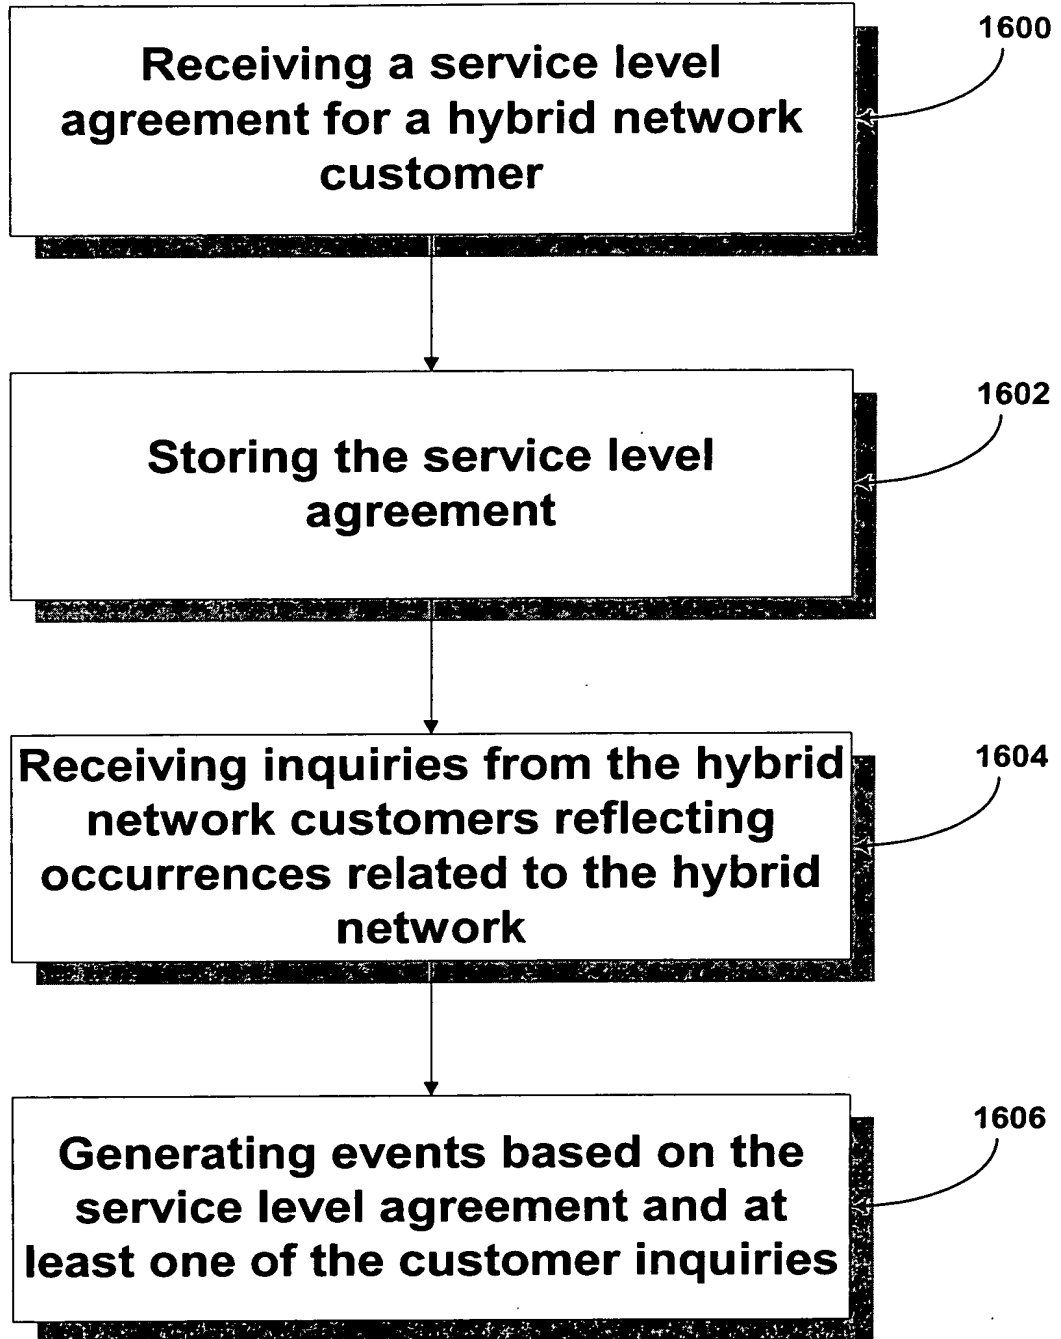 Receiving a service level
agreement for a hybrid network
customer
1600
Storing the service level
agreement
1602
Receiving inquiries from the hybrid
network customers reflecting
occurrences related to the hybrid
network
1604
Generating events based on the
service level agreement and at
least one of the customer inquiries
1606